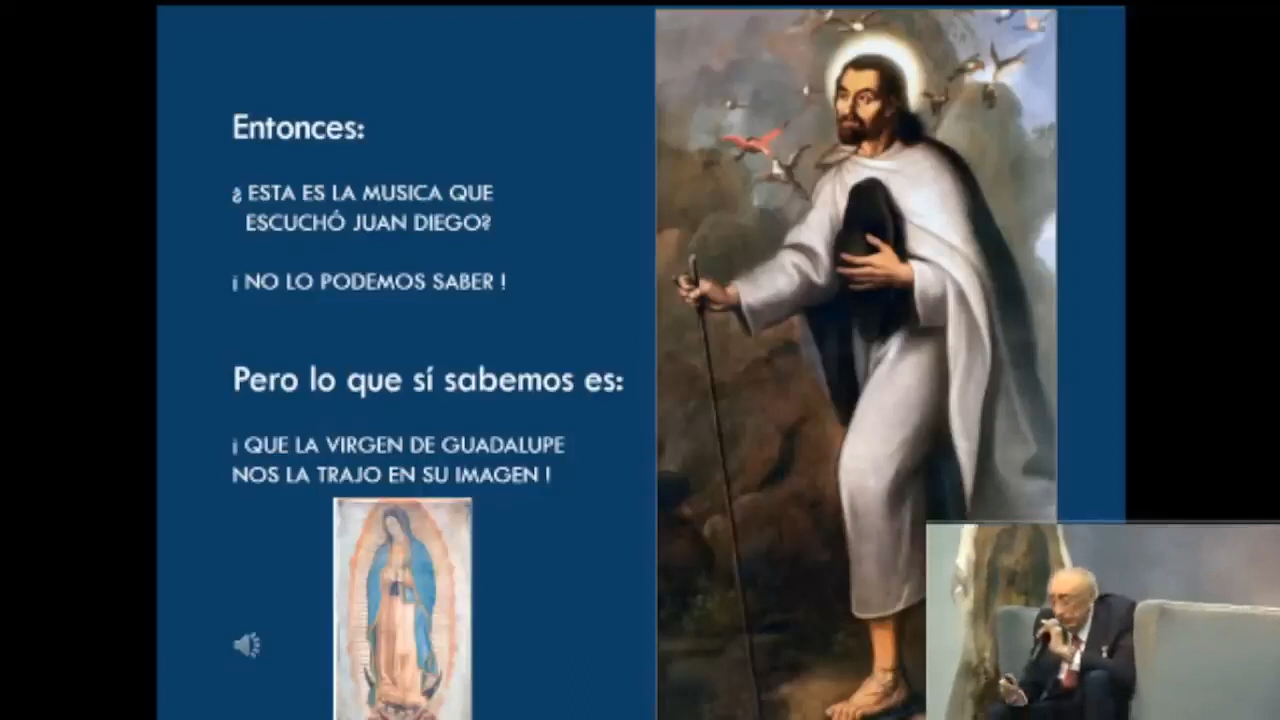 Entonces:
¿ ESTA ES LA MUSICA QUE
ESCUCHÓ JUAN DIEGO?
¡ NO LO PODEMOS SABER !
Pero lo que sí sabemos es:
¡ QUE LA VIRGEN DE GUADALUPE
NOS LA TRAJO EN SU IMAGEN !